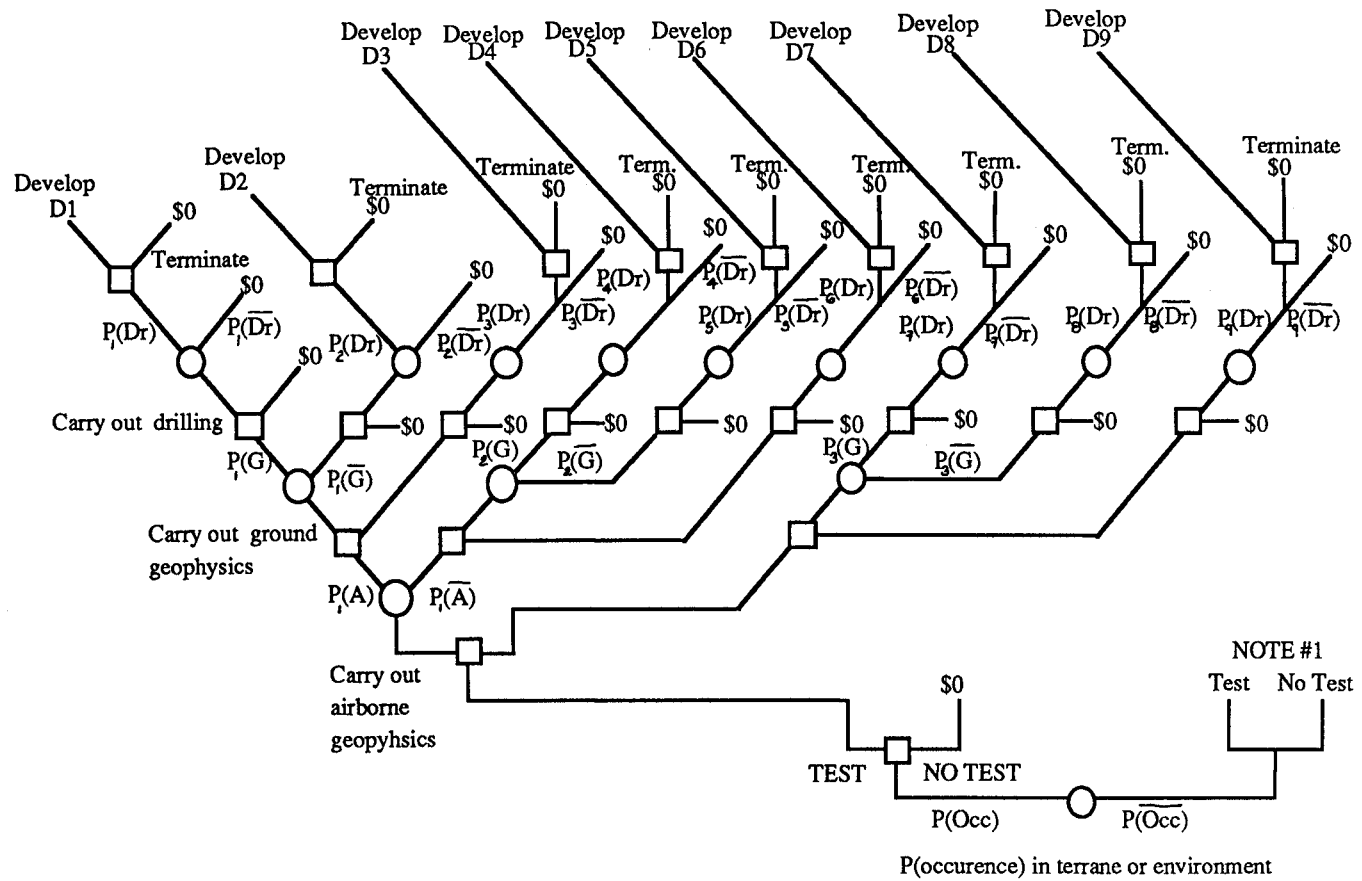 Develop D3
Develop D4
Develop D5
Develop D6
Develop D7
Develop D8
Develop D9
Develop D1
$0
Terminate
Develop D2
Terminate
$0
Terminate
$0
Term.
$0
Term.
$0
Term.
$0
Term.
$0
Term.
$0
Terminate
$0
$0
$0
$0
$0
$0
$0
$0
$0
$0
P₁(Dr)
P₁(D̅r̅)
P₂(Dr)
P₂(D̅r̅)
P₃(Dr)
P₃(D̅r̅)
P₄(Dr)
P₄(D̅r̅)
P₅(Dr)
P₅(D̅r̅)
P₆(Dr)
P₆(D̅r̅)
P₇(Dr)
P₇(D̅r̅)
P₈(Dr)
P₈(D̅r̅)
P₉(Dr)
P₉(D̅r̅)
Carry out drilling
$0
$0
$0
$0
$0
$0
$0
$0
$0
P₁(G)
P₁(G̅)
P₂(G)
P₂(G̅)
P₃(G)
P₃(G̅)
Carry out ground
geophysics
P₁(A)
P₁(A̅)
Carry out
airborne
geopyhsics
$0
NOTE #1
Test No Test
TEST
NO TEST
P(Occ)
P(O̅c̅c̅)
P(occurence) in terrane or environment